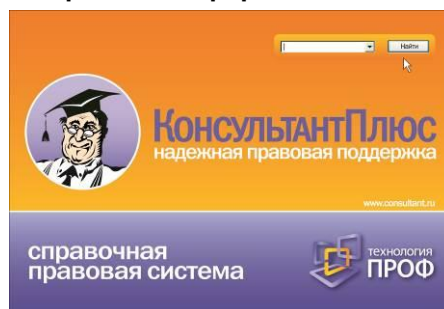 Найти
КонсультантПлюс
надежная правовая поддержка
www.consultant.ru
справочная
правовая система
технология
ПРОФ